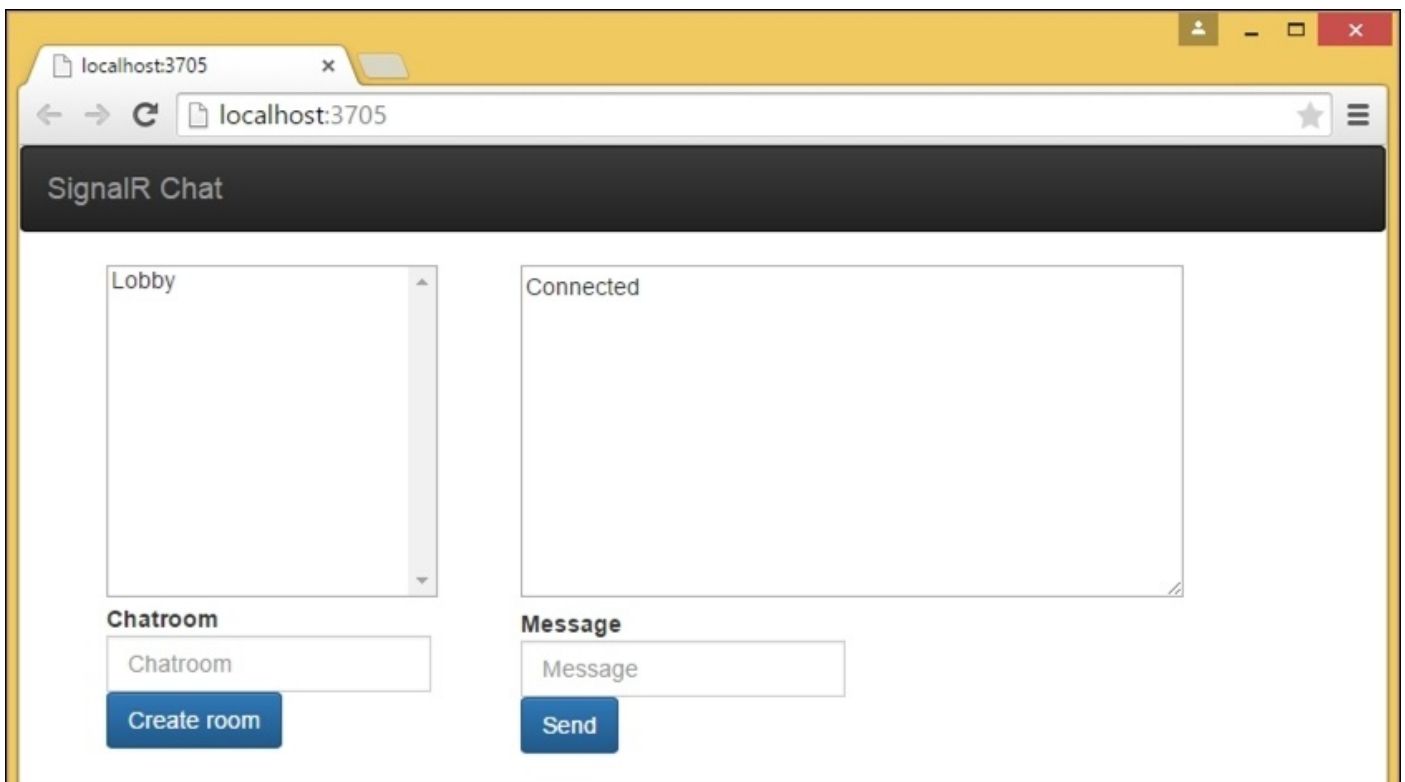 localhost:3705
localhost:3705
SignalR Chat
Lobby
Connected
Chatroom
Chatroom
Create room
Message
Message
Send